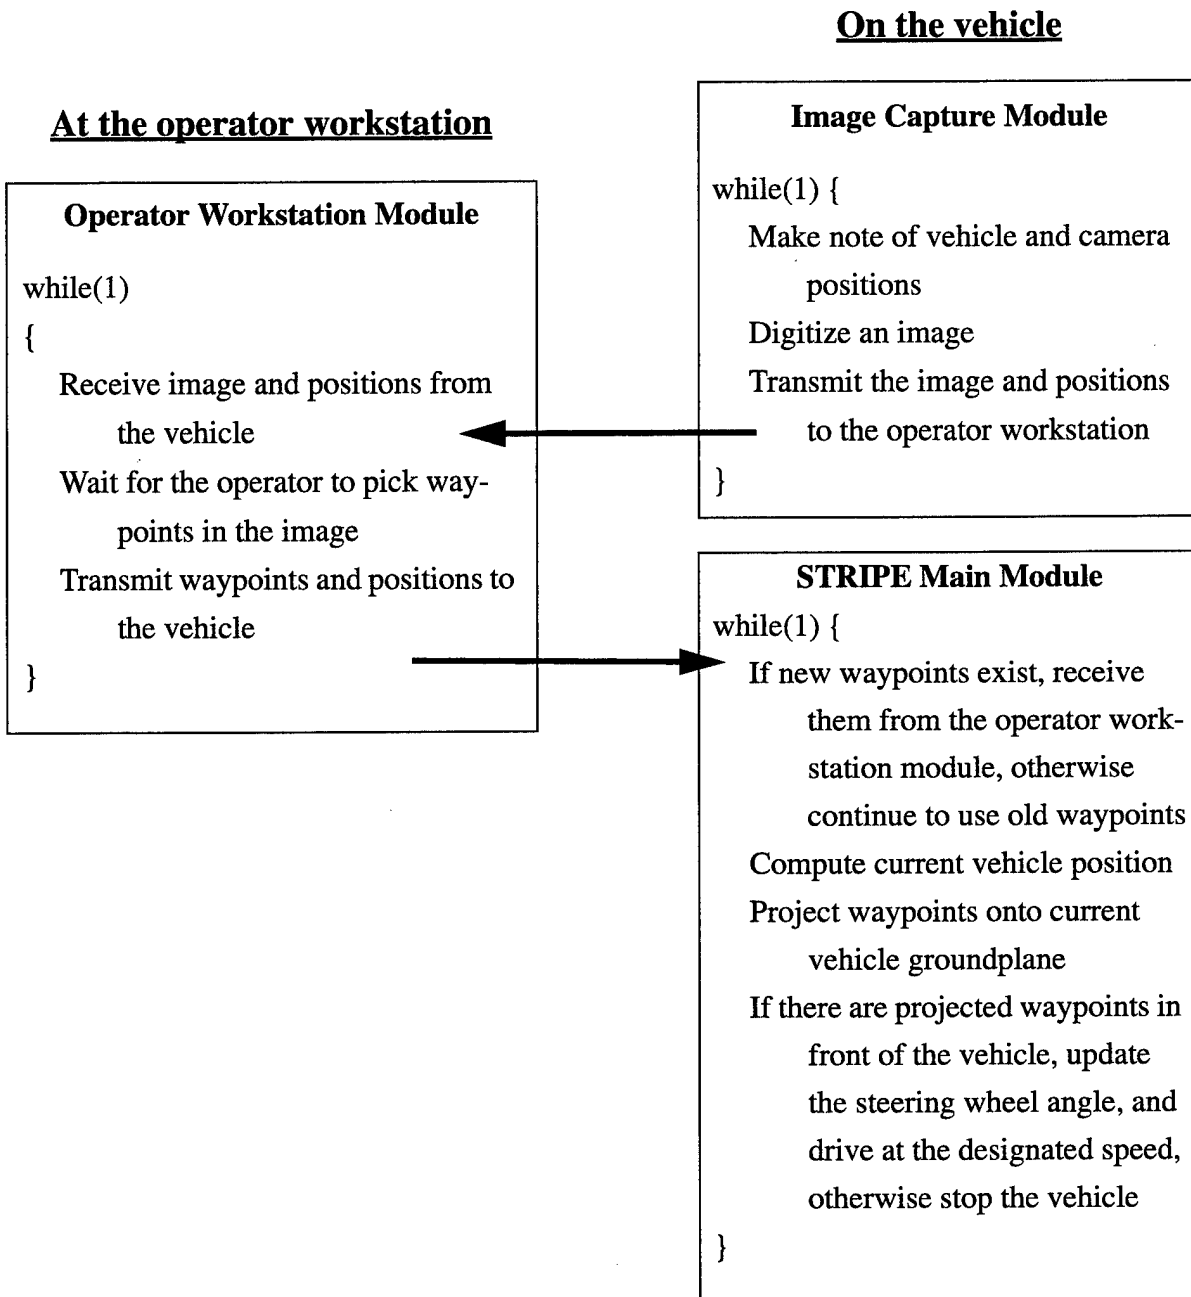 At the operator workstation
Operator Workstation Module
while(1)
{
Receive image and positions from
the vehicle
Wait for the operator to pick way-
points in the image
Transmit waypoints and positions to
the vehicle
}
On the vehicle
Image Capture Module
while(1) {
Make note of vehicle and camera
positions
Digitize an image
Transmit the image and positions
to the operator workstation
}
STRIPE Main Module
while(1) {
If new waypoints exist, receive
them from the operator work-
station module, otherwise
continue to use old waypoints
Compute current vehicle position
Project waypoints onto current
vehicle groundplane
If there are projected waypoints in
front of the vehicle, update
the steering wheel angle, and
drive at the designated speed,
otherwise stop the vehicle
}